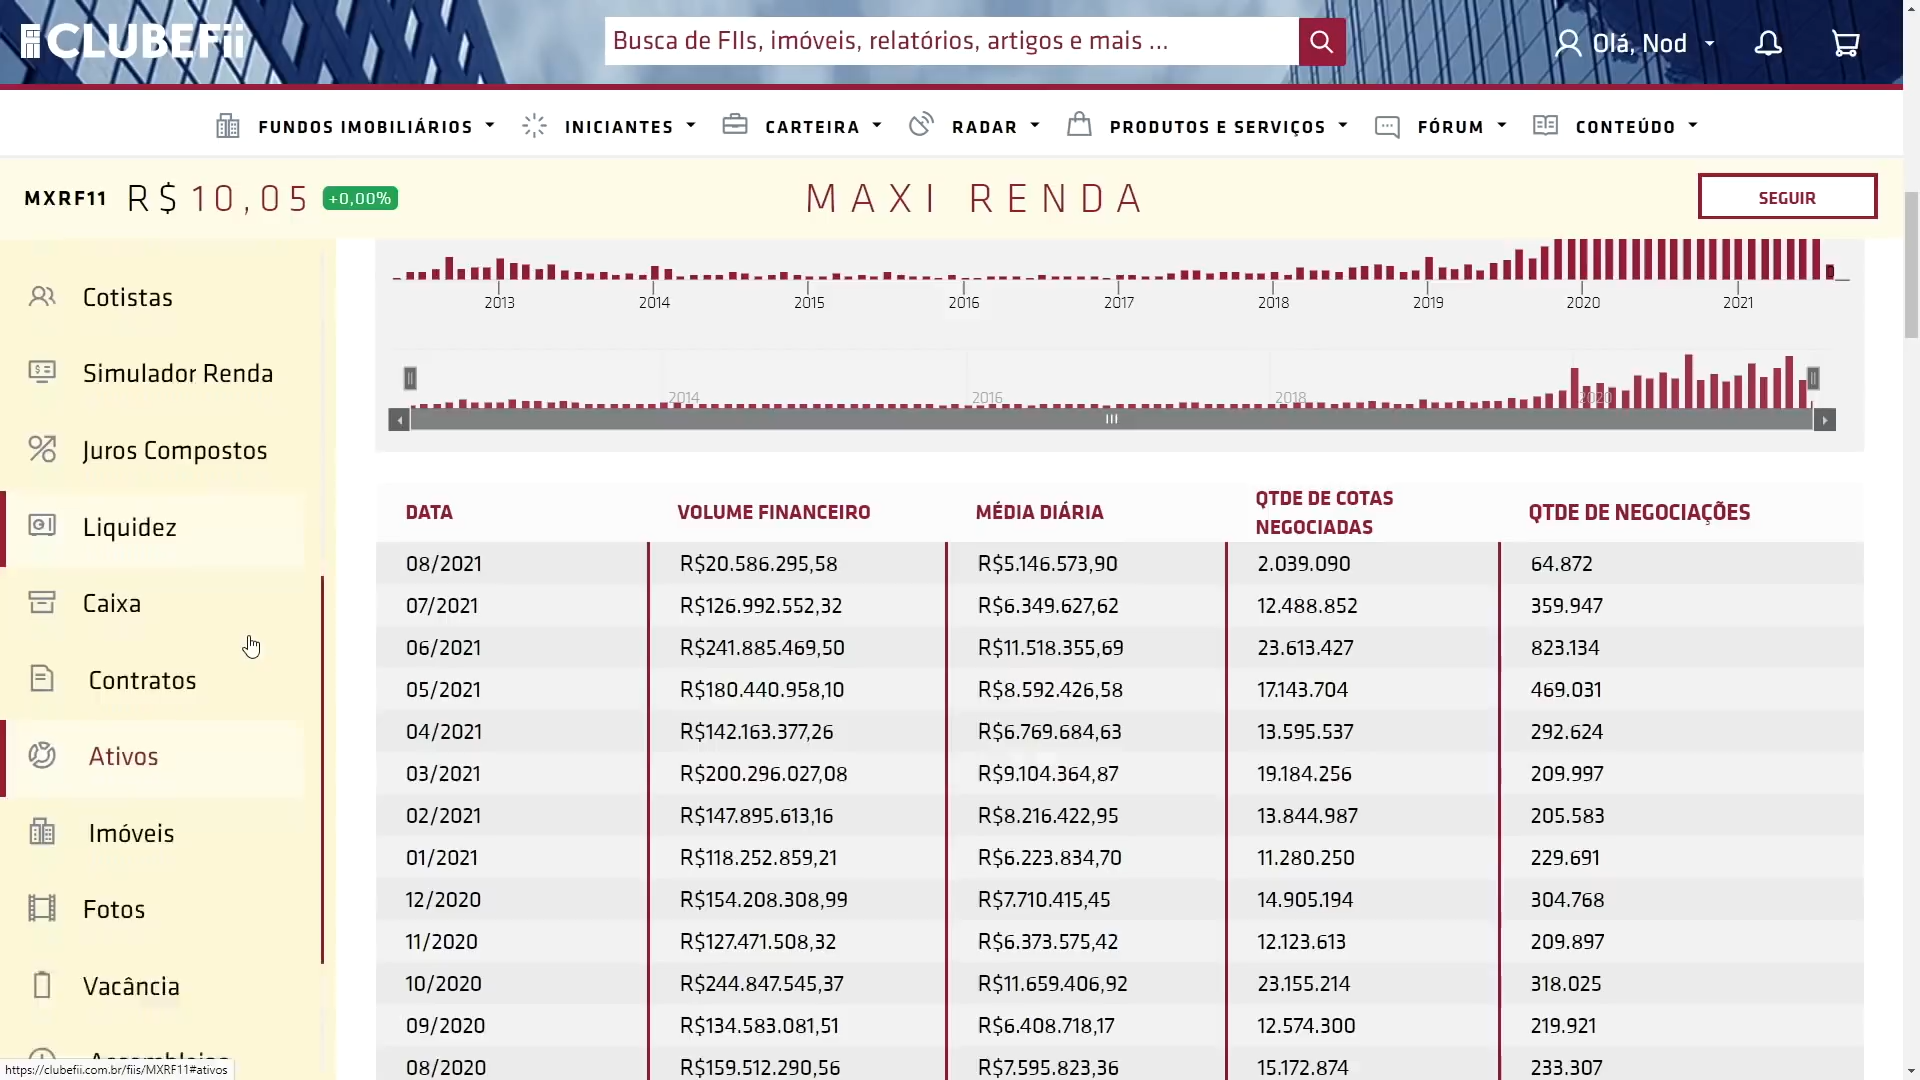 CLUBEFii
Busca de FIIs, imóveis, relatórios, artigos e mais ...
Olá, Nod
FUNDOS IMOBILIÁRIOS INICIANTES CARTEIRA RADAR PRODUTOS E SERVIÇOS FÓRUM CONTEÚDO
MXRF11 R$ 10,05 +0,00%
MAXI RENDA
SEGUIR
Cotistas
Simulador Renda
Juros Compostos
Liquidez
Caixa
Contratos
Ativos
Imóveis
Fotos
Vacância
2013 2014 2015 2016 2017 2018 2019 2020 2021
2014 2016 2018 2020
DATA VOLUME FINANCEIRO MÉDIA DIÁRIA QTDE DE COTAS NEGOCIADAS QTDE DE NEGOCIAÇÕES
08/2021 R$20.586.295,58 R$5.146.573,90 2.039.090 64.872
07/2021 R$126.992.552,32 R$6.349.627,62 12.488.852 359.947
06/2021 R$241.885.469,50 R$11.518.355,69 23.613.427 823.134
05/2021 R$180.440.958,10 R$8.592.426,58 17.143.704 469.031
04/2021 R$142.163.377,26 R$6.769.684,63 13.595.537 292.624
03/2021 R$200.296.027,08 R$9.104.364,87 19.184.256 209.997
02/2021 R$147.895.613,16 R$8.216.422,95 13.844.987 205.583
01/2021 R$118.252.859,21 R$6.223.834,70 11.280.250 229.691
12/2020 R$154.208.308,99 R$7.710.415,45 14.905.194 304.768
11/2020 R$127.471.508,32 R$6.373.575,42 12.123.613 209.897
10/2020 R$244.847.545,37 R$11.659.406,92 23.155.214 318.025
09/2020 R$134.583.081,51 R$6.408.718,17 12.574.300 219.921
08/2020 R$159.512.290,56 R$7.595.823,36 15.172.874 233.307
https://clubefii.com.br/fiis/MXRF11#ativos